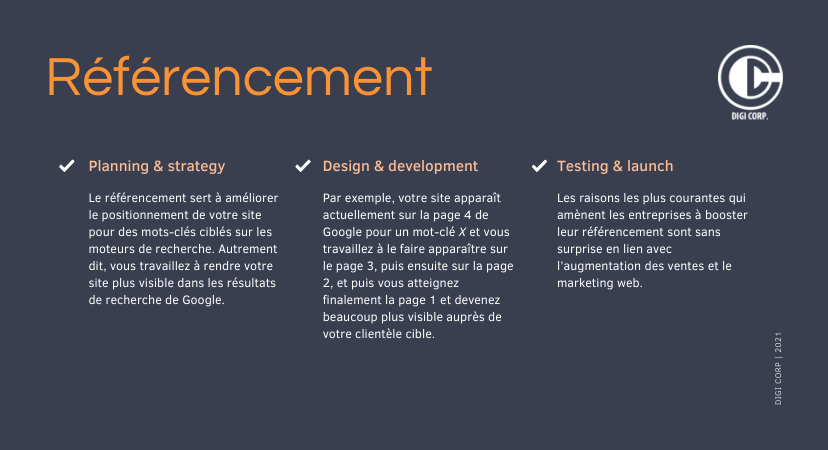 Référencement
DIGI CORP.
Planning & strategy
Le référencement sert à améliorer
le positionnement de votre site
pour des mots-clés ciblés sur les
moteurs de recherche. Autrement
dit, vous travaillez à rendre votre
site plus visible dans les résultats
de recherche de Google.
Design & development
Par exemple, votre site apparaît
actuellement sur la page 4 de
Google pour un mot-clé X et vous
travaillez à le faire apparaître sur
le page 3, puis ensuite sur la page
2, et puis vous atteignez
finalement la page 1 et devenez
beaucoup plus visible auprès de
votre clientèle cible.
Testing & launch
Les raisons les plus courantes qui
amènent les entreprises à booster
leur référencement sont sans
surprise en lien avec
l'augmentation des ventes et le
marketing web.
DIGI CORP | 2021